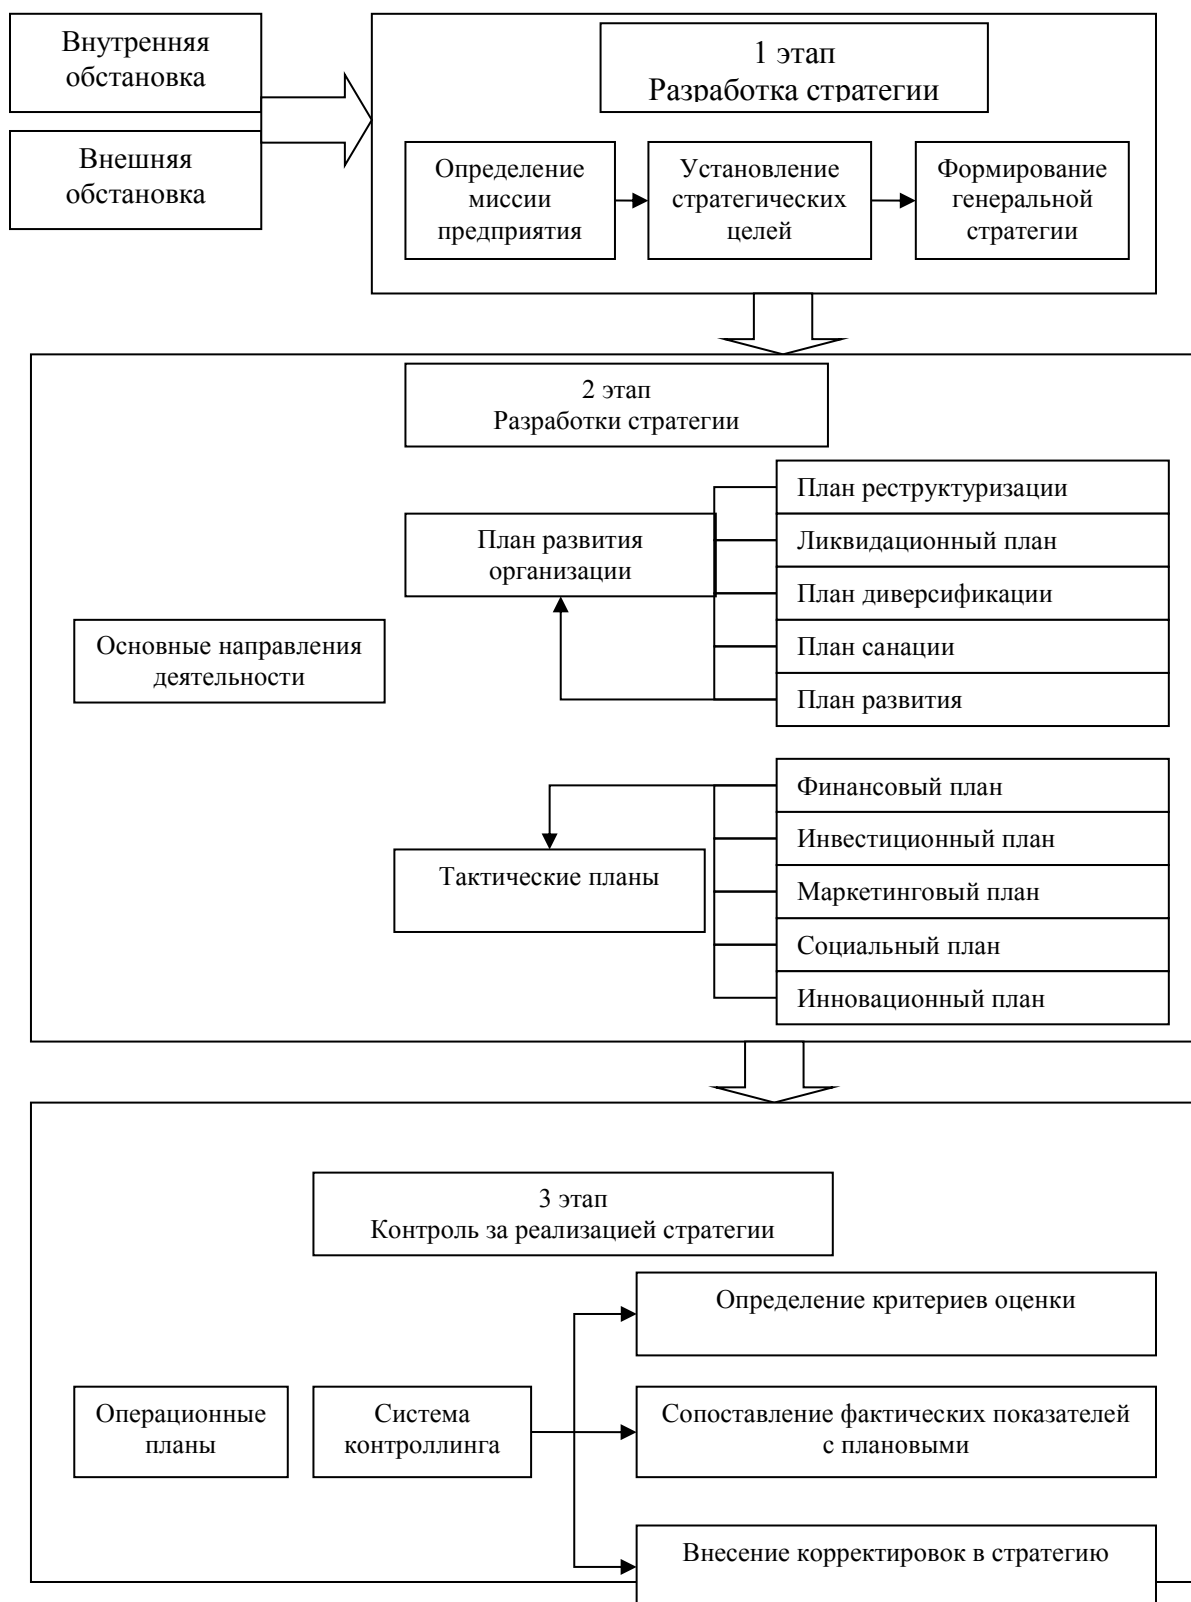 Внутренняя
обстановка
Внешняя
обстановка
1 этап
Разработка стратегии
Определение
миссии
предприятия
Установление
стратегических
целей
Формирование
генеральной
стратегии
2 этап
Разработки стратегии
План развития
организации
План реструктуризации
Ликвидационный план
План диверсификации
План санации
План развития
Основные направления
деятельности
Тактические планы
Финансовый план
Инвестиционный план
Маркетинговый план
Социальный план
Инновационный план
3 этап
Контроль за реализацией стратегии
Операционные
планы
Система
контроллинга
Определение критериев оценки
Сопоставление фактических показателей
с плановыми
Внесение корректировок в стратегию